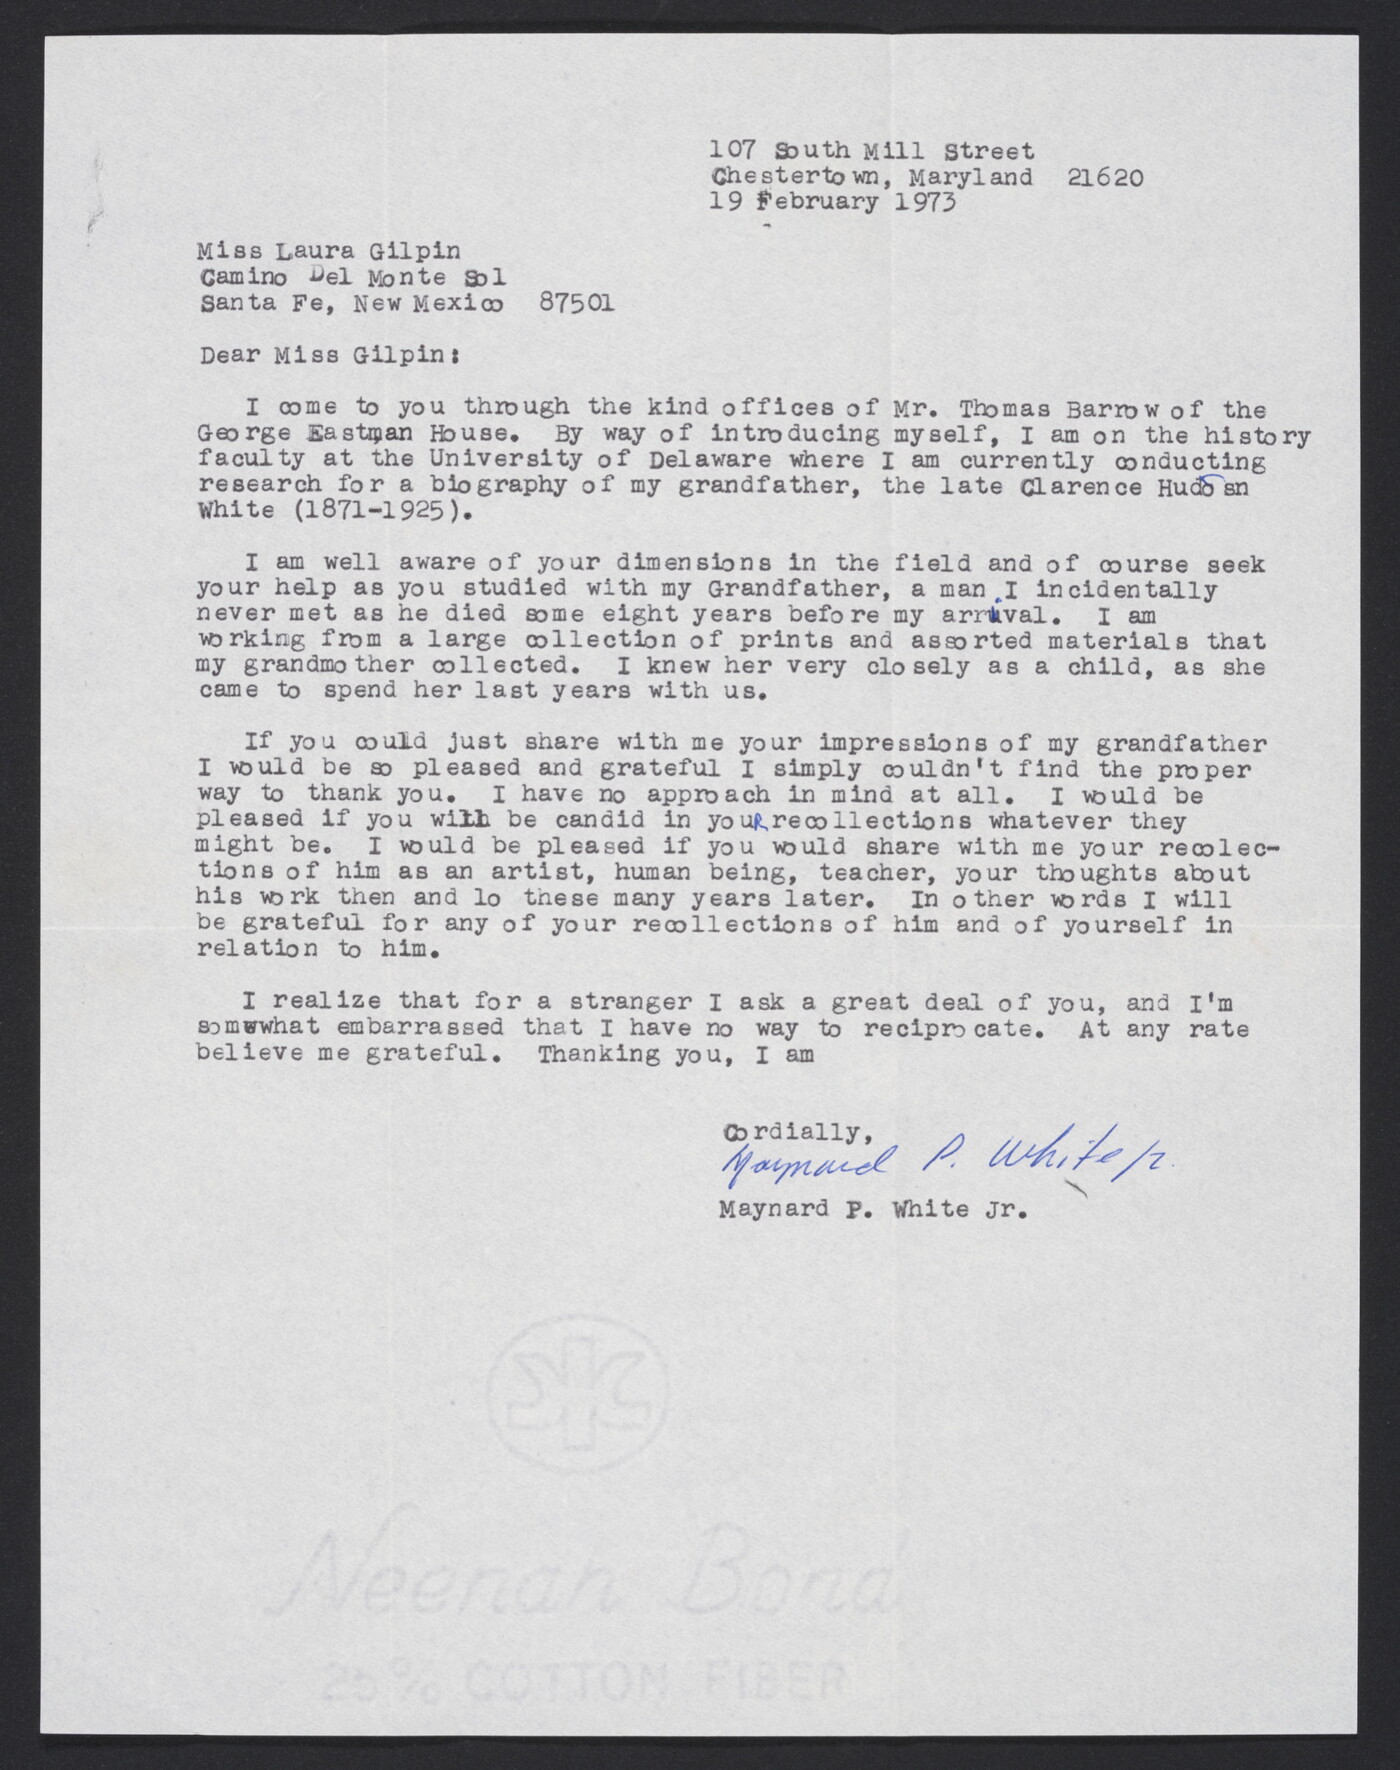 107 South Mill Street
Chestertown, Maryland 21620
19 February 1973
Miss Laura Gilpin
Camino Del Monte Sol
Santa Fe, New Mexico 87501
Dear Miss Gilpin:
I come to you through the kind offices of Mr. Thomas Barrow of the
George Eastman House. By way of introducing myself, I am on the history
faculty at the University of Delaware where I am currently conducting
research for a biography of my grandfather, the late Clarence Hudosn
White (1871-1925).
I am well aware of your dimensions in the field and of course seek
your help as you studied with my Grandfather, a man I incidentally
never met as he died some eight years before my arrival. I am
working from a large collection of prints and assorted materials that
my grandmother collected. I knew her very closely as a child, as she
came to spend her last years with us.
If you could just share with me your impressions of my grandfather
I would be so pleased and grateful I simply couldn't find the proper
way to thank you. I have no approach in mind at all. I would be
pleased if you will be candid in youR recollections whatever they
might be. I would be pleased if you would share with me your recolec-
tions of him as an artist, human being, teacher, your thoughts about
his work then and lo these many years later. In other words I will
be grateful for any of your recollections of him and of yourself in
relation to him.
I realize that for a stranger I ask a great deal of you, and I'm
somewhat embarrassed that I have no way to reciprocate. At any rate
believe me grateful. Thanking you, I am
Cordially,
Maynard P. White Jr.
Maynard P. White Jr.
Neenah Bond
25% COTTON FIBER